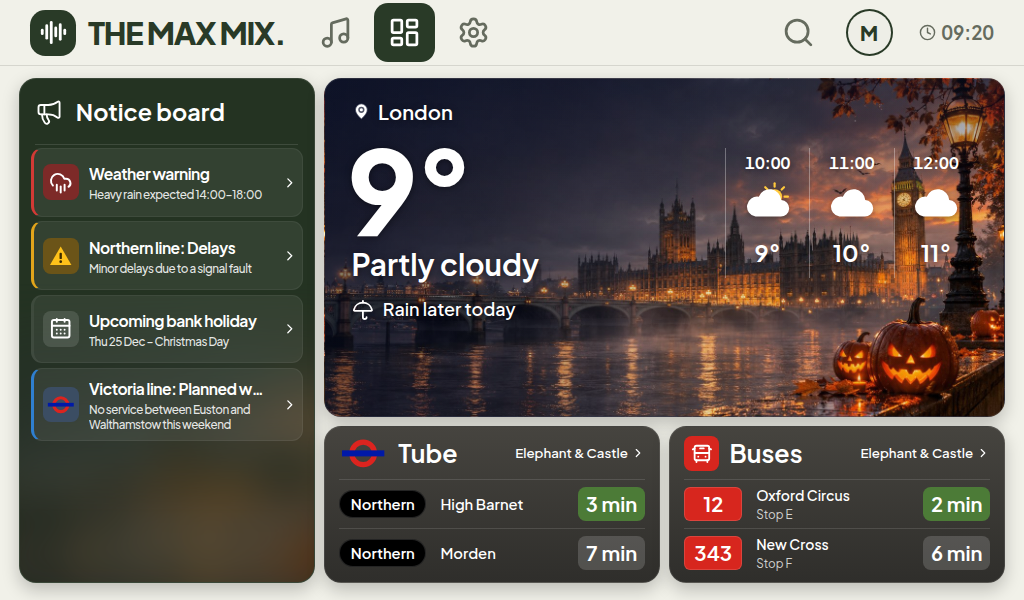 THE MAX MIX.
M
09:20
Notice board
Weather warning
Heavy rain expected 14:00–18:00
Northern line: Delays
Minor delays due to a signal fault
Upcoming bank holiday
Thu 25 Dec – Christmas Day
Victoria line: Planned w...
No service between Euston and
Walthamstow this weekend
London
9°
Partly cloudy
Rain later today
10:00 11:00 12:00
9° 10° 11°
Tube
Elephant & Castle
Northern High Barnet 3 min
Northern Morden 7 min
Buses
Elephant & Castle
12 Oxford Circus 2 min
Stop E
343 New Cross 6 min
Stop F